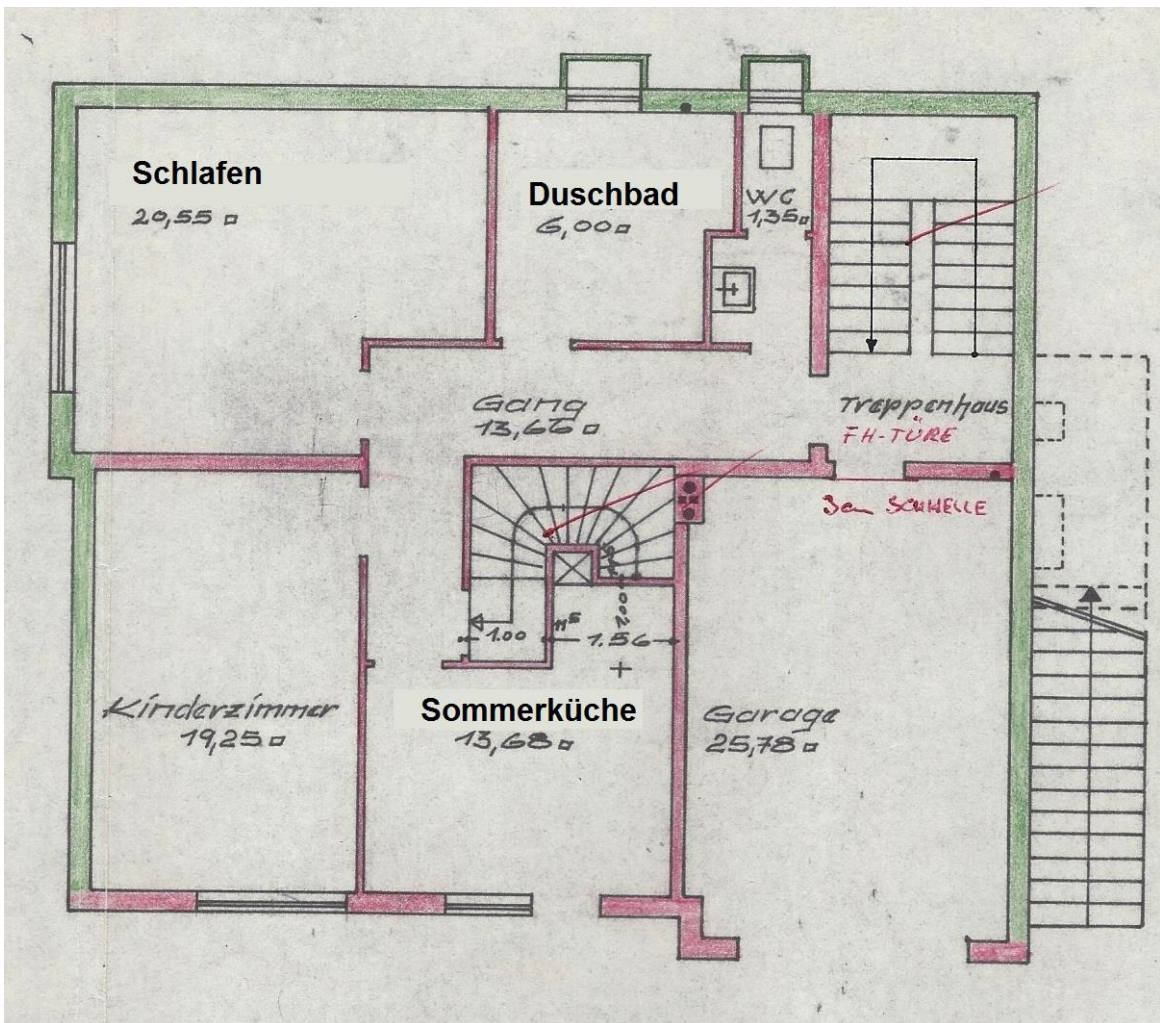 Schlafen
20,55 □
Duschbad
6,00 □
WC
1,35 □
Gang
13,66 □
Treppenhaus
FH-TÜRE
3cm SCHWELLE
1.00
11⁵
1.56
2.00
Kinderzimmer
19,25 □
Sommerküche
13,68 □
Garage
25,78 □